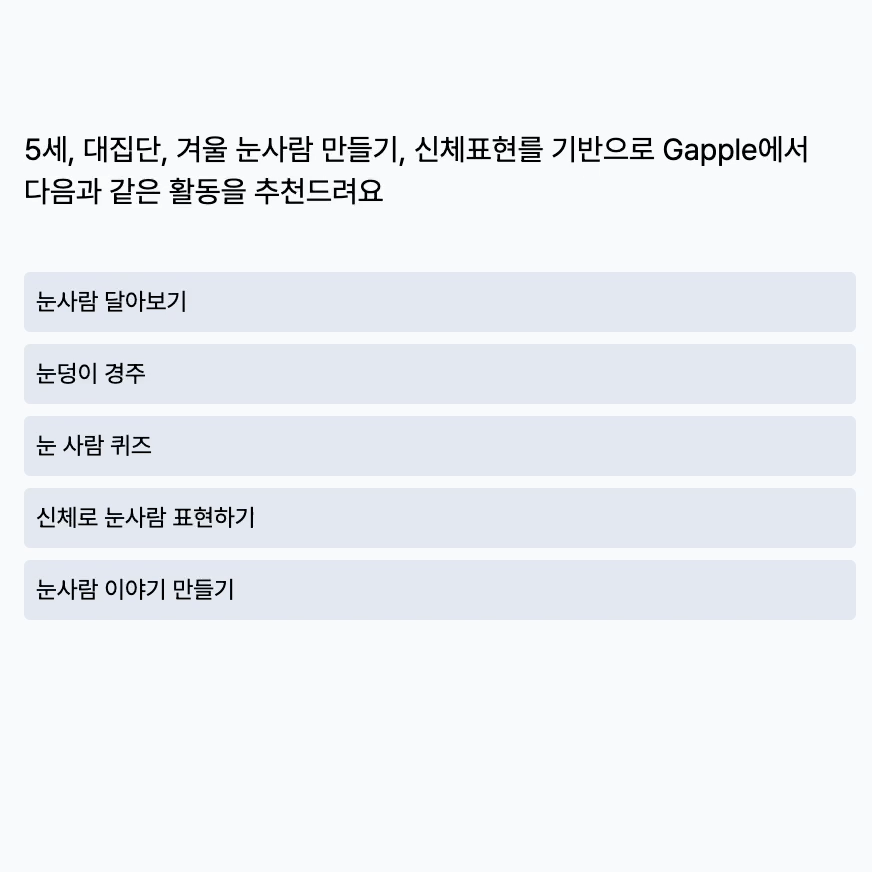 5세, 대집단, 겨울 눈사람 만들기, 신체표현를 기반으로 Gapple에서
다음과 같은 활동을 추천드려요
눈사람 달아보기
눈덩이 경주
눈 사람 퀴즈
신체로 눈사람 표현하기
눈사람 이야기 만들기